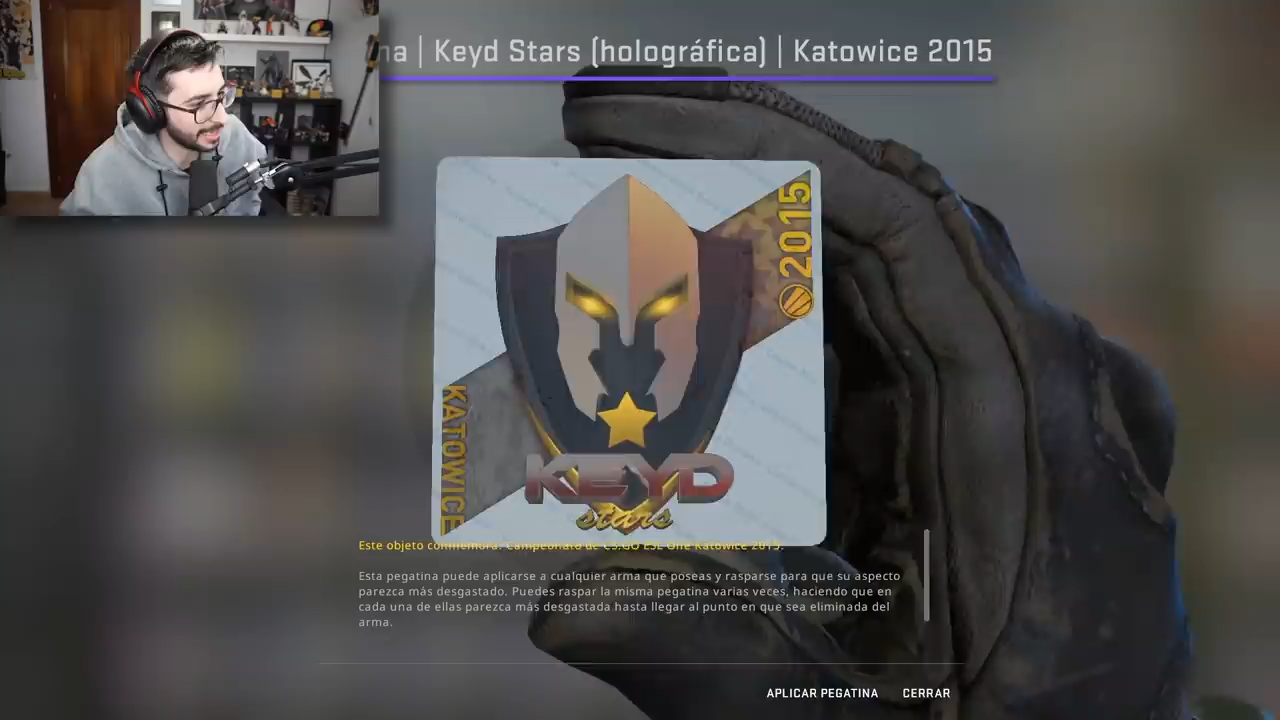 na | Keyd Stars (holográfica) | Katowice 2015
2015
KATOWICE
KEYD
stars
Este objeto conmemora: Campeonato de CS:GO ESL One Katowice 2015.
Esta pegatina puede aplicarse a cualquier arma que poseas y rasparse para que su aspecto
parezca más desgastado. Puedes raspar la misma pegatina varias veces, haciendo que en
cada una de ellas parezca más desgastada hasta llegar al punto en que sea eliminada del
arma.
APLICAR PEGATINA
CERRAR